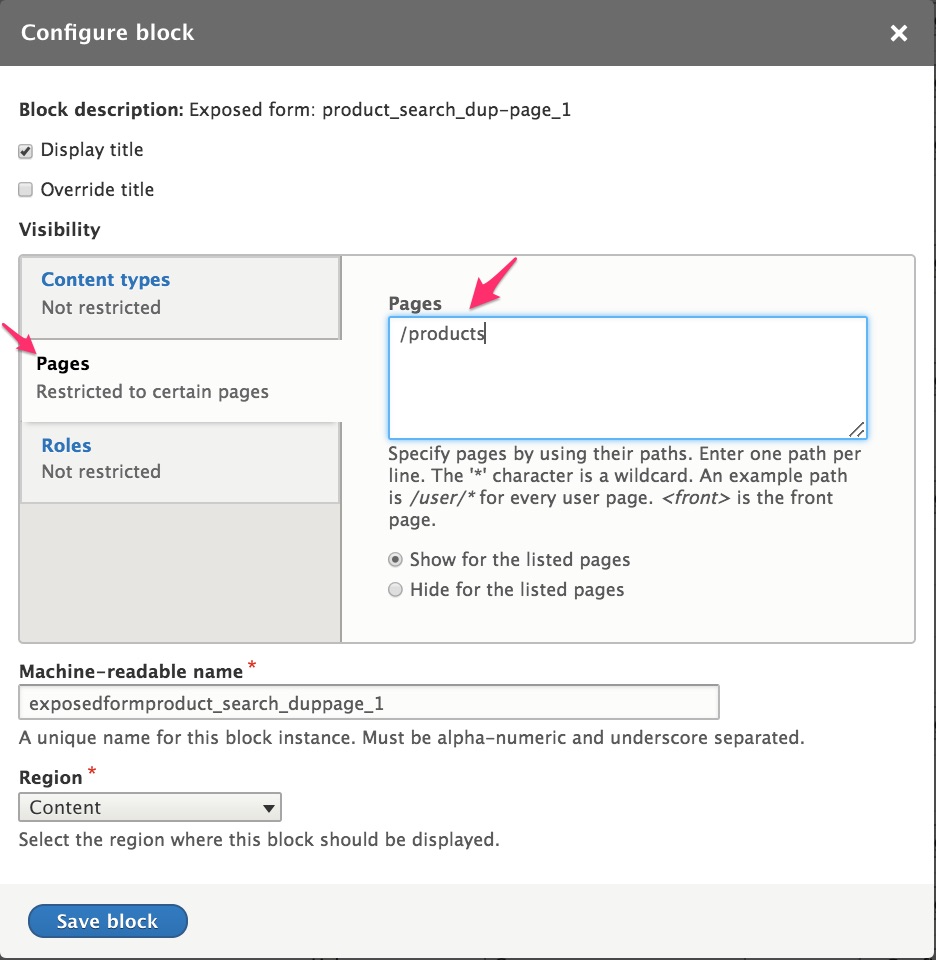 Configure block
Block description: Exposed form: product_search_dup-page_1
Display title
Override title
Visibility
Content types
Not restricted
Pages
Restricted to certain pages
Roles
Not restricted
Pages
/products
Specify pages by using their paths. Enter one path per
line. The '*' character is a wildcard. An example path
is /user/* for every user page. <front> is the front
page.
Show for the listed pages
Hide for the listed pages
Machine-readable name *
exposedformproduct_search_duppage_1
A unique name for this block instance. Must be alpha-numeric and underscore separated.
Region *
Content
Select the region where this block should be displayed.
Save block